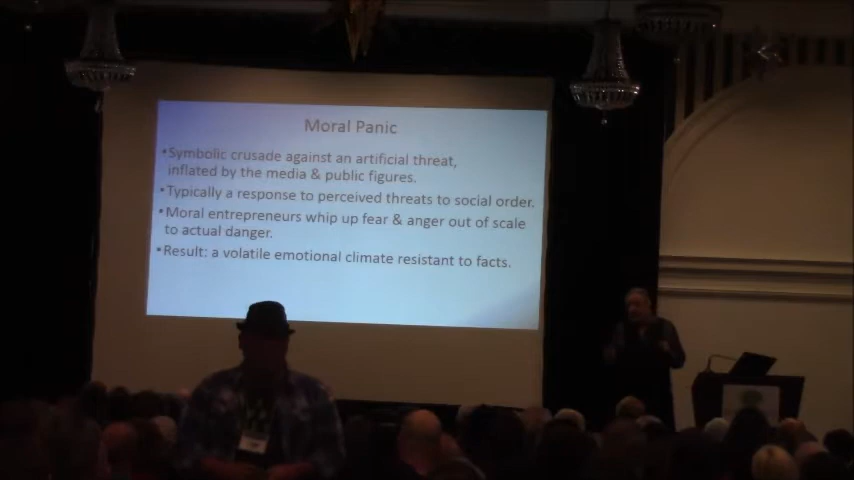 Moral Panic
•Symbolic crusade against an artificial threat,
inflated by the media & public figures.
•Typically a response to perceived threats to social order.
•Moral entrepreneurs whip up fear & anger out of scale
to actual danger.
•Result: a volatile emotional climate resistant to facts.